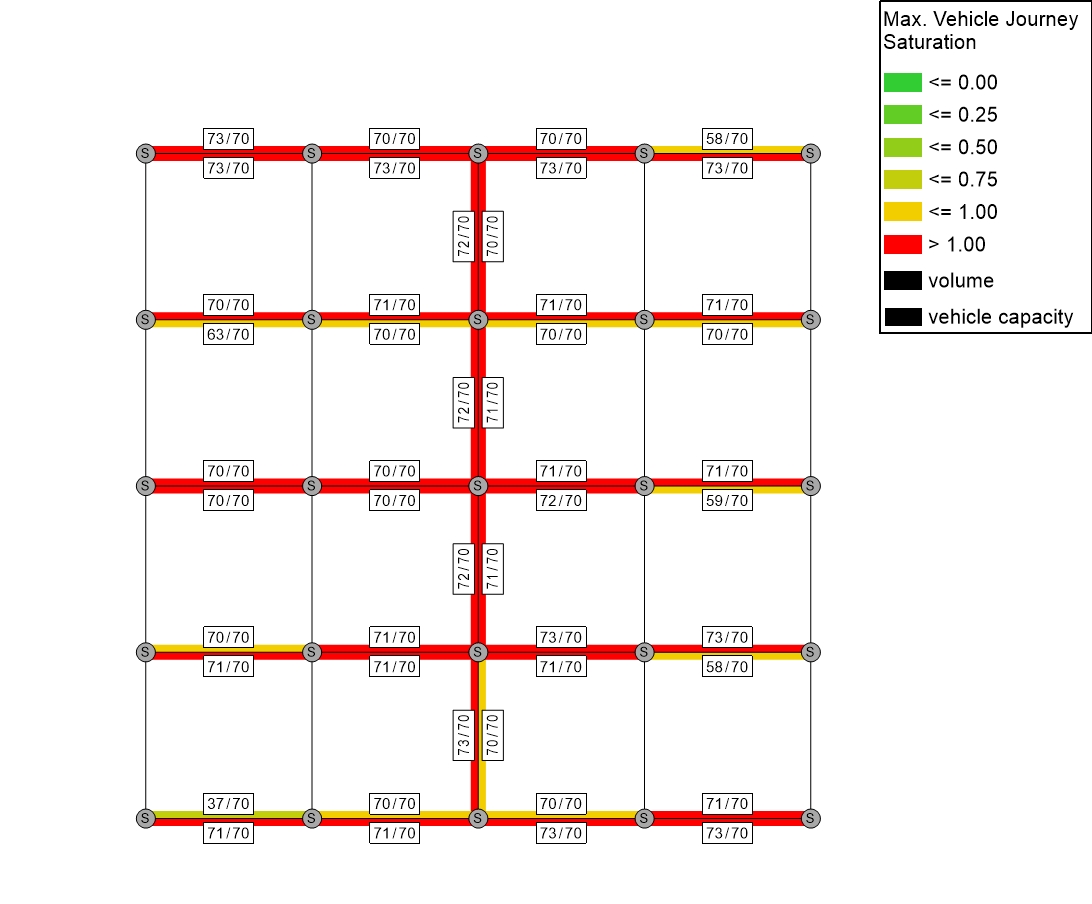 Max. Vehicle Journey
Saturation
<= 0.00
<= 0.25
<= 0.50
<= 0.75
<= 1.00
> 1.00
volume
vehicle capacity
73/70 70/70 70/70 58/70
S S S S S
73/70 73/70 73/70 73/70
72/70 70/70
70/70 71/70 71/70 71/70
S S S S S
63/70 70/70 70/70 70/70
72/70 71/70
70/70 70/70 71/70 71/70
S S S S S
70/70 70/70 72/70 59/70
72/70 71/70
70/70 71/70 73/70 73/70
S S S S S
71/70 71/70 71/70 58/70
73/70 70/70
37/70 70/70 70/70 71/70
S S S S S
71/70 71/70 73/70 73/70